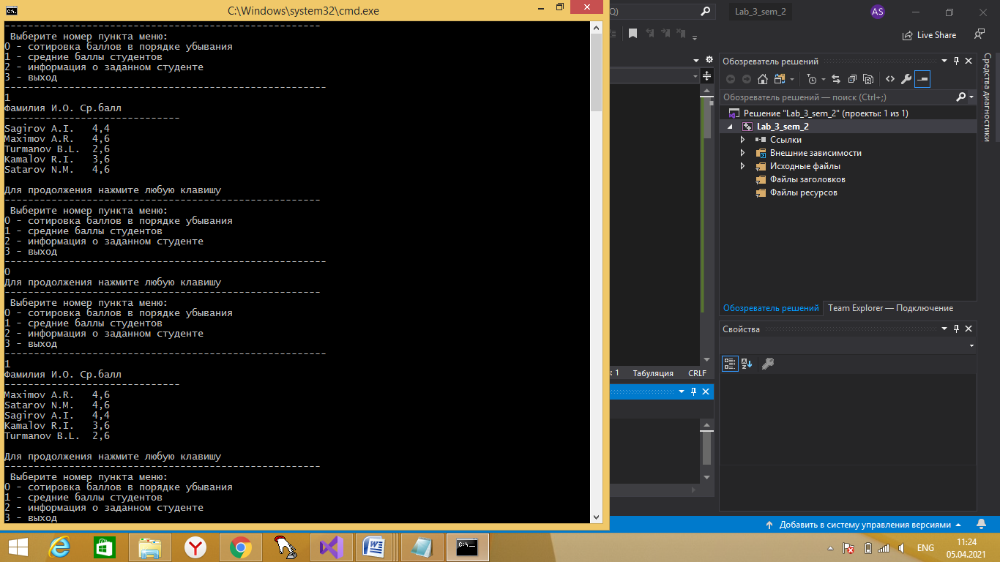 C:\Windows\system32\cmd.exe
------------------------------------------------------
Выберите номер пункта меню:
0 - сотировка баллов в порядке убывания
1 - средние баллы студентов
2 - информация о заданном студенте
3 - выход
------------------------------------------------------
1
Фамилия И.О. Ср.балл
------------------------------
Sagirov A.I. 4,4
Maximov A.R. 4,6
Turmanov B.L. 2,6
Kamalov R.I. 3,6
Satarov N.M. 4,6
Для продолжения нажмите любую клавишу
------------------------------------------------------
Выберите номер пункта меню:
0 - сотировка баллов в порядке убывания
1 - средние баллы студентов
2 - информация о заданном студенте
3 - выход
-------------------------------------------------------
0
Для продолжения нажмите любую клавишу
------------------------------------------------------
Выберите номер пункта меню:
0 - сотировка баллов в порядке убывания
1 - средние баллы студентов
2 - информация о заданном студенте
3 - выход
-------------------------------------------------------
1
Фамилия И.О. Ср.балл
------------------------------
Maximov A.R. 4,6
Satarov N.M. 4,6
Sagirov A.I. 4,4
Kamalov R.I. 3,6
Turmanov B.L. 2,6
Для продолжения нажмите любую клавишу
------------------------------------------------------
Выберите номер пункта меню:
0 - сотировка баллов в порядке убывания
1 - средние баллы студентов
2 - информация о заданном студенте
3 - выход
Q)
Lab_3_sem_2
AS
Live Share
Обозреватель решений
Обозреватель решений — поиск (Ctrl+;)
Решение "Lab_3_sem_2" (проекты: 1 из 1)
Lab_3_sem_2
Ссылки
Внешние зависимости
Исходные файлы
Файлы заголовков
Файлы ресурсов
Средства диагностики
Обозреватель решений
Team Explorer — Подключение
Свойства
: 1
Табуляция
CRLF
Добавить в систему управления версиями
ENG
11:24
05.04.2021